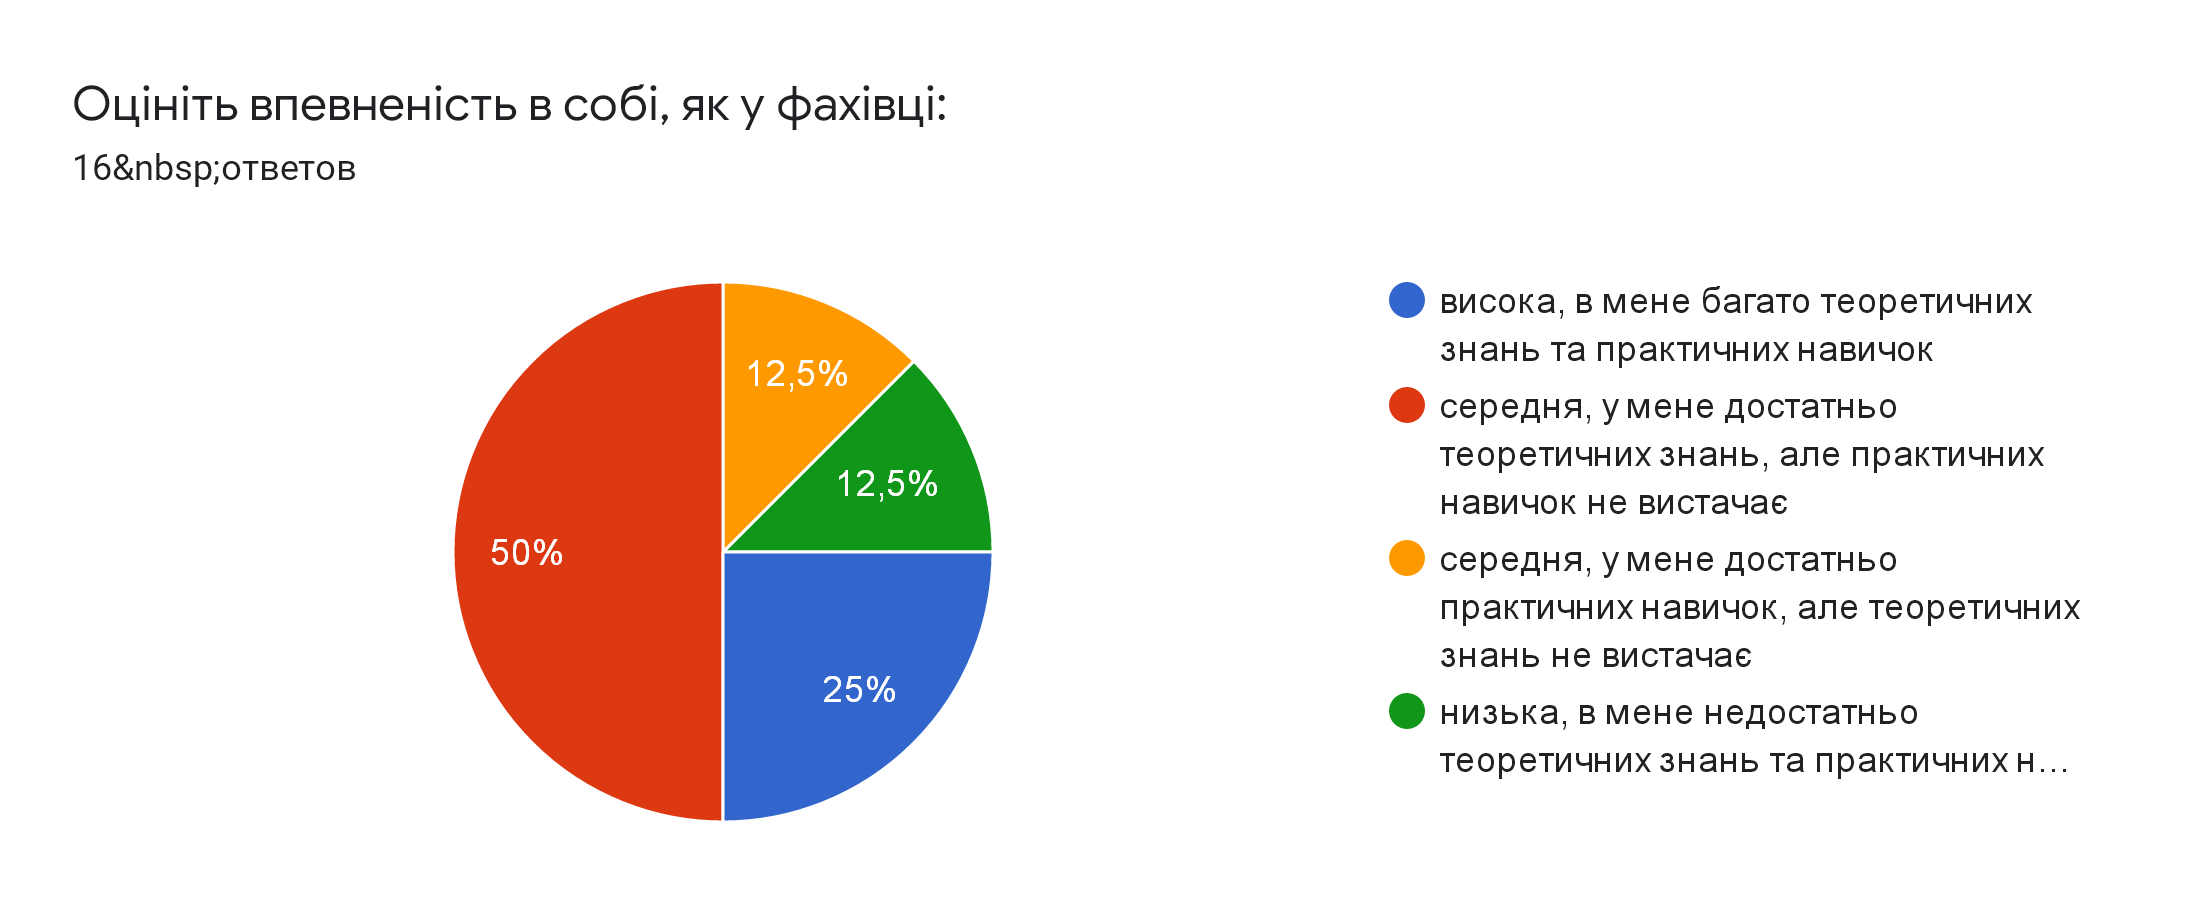 Оцініть впевненість в собі, як у фахівці:
16&nbsp;ответов
12,5%
12,5%
50%
25%
висока, в мене багато теоретичних
знань та практичних навичок
середня, у мене достатньо
теоретичних знань, але практичних
навичок не вистачає
середня, у мене достатньо
практичних навичок, але теоретичних
знань не вистачає
низька, в мене недостатньо
теоретичних знань та практичних н…